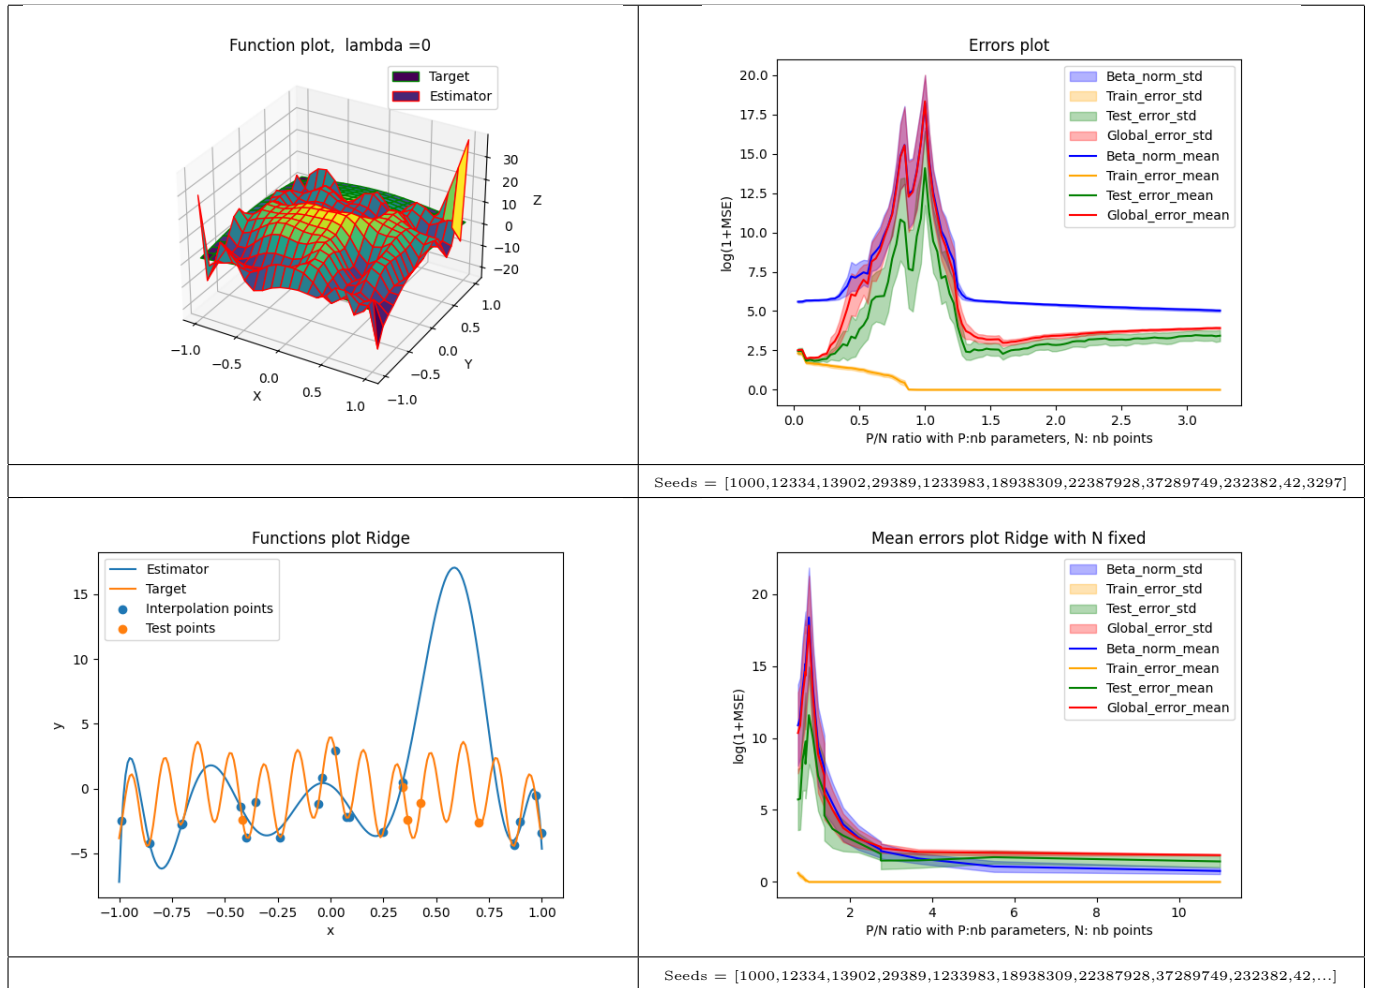 Function plot, lambda =0
Target
Estimator
30
20
10
0
−10
−20
Z
1.0
0.5
0.0
−0.5
−1.0
Y
−1.0
−0.5
0.0
0.5
1.0
X
Errors plot
20.0
17.5
15.0
12.5
10.0
7.5
5.0
2.5
0.0
log(1+MSE)
Beta_norm_std
Train_error_std
Test_error_std
Global_error_std
Beta_norm_mean
Train_error_mean
Test_error_mean
Global_error_mean
0.0 0.5 1.0 1.5 2.0 2.5 3.0
P/N ratio with P:nb parameters, N: nb points
Seeds = [1000,12334,13902,29389,1233983,18938309,22387928,37289749,232382,42,3297]
Functions plot Ridge
Estimator
Target
Interpolation points
Test points
15
10
5
0
−5
y
−1.00 −0.75 −0.50 −0.25 0.00 0.25 0.50 0.75 1.00
x
Mean errors plot Ridge with N fixed
20
15
10
5
0
log(1+MSE)
Beta_norm_std
Train_error_std
Test_error_std
Global_error_std
Beta_norm_mean
Train_error_mean
Test_error_mean
Global_error_mean
2 4 6 8 10
P/N ratio with P:nb parameters, N: nb points
Seeds = [1000,12334,13902,29389,1233983,18938309,22387928,37289749,232382,42,...]